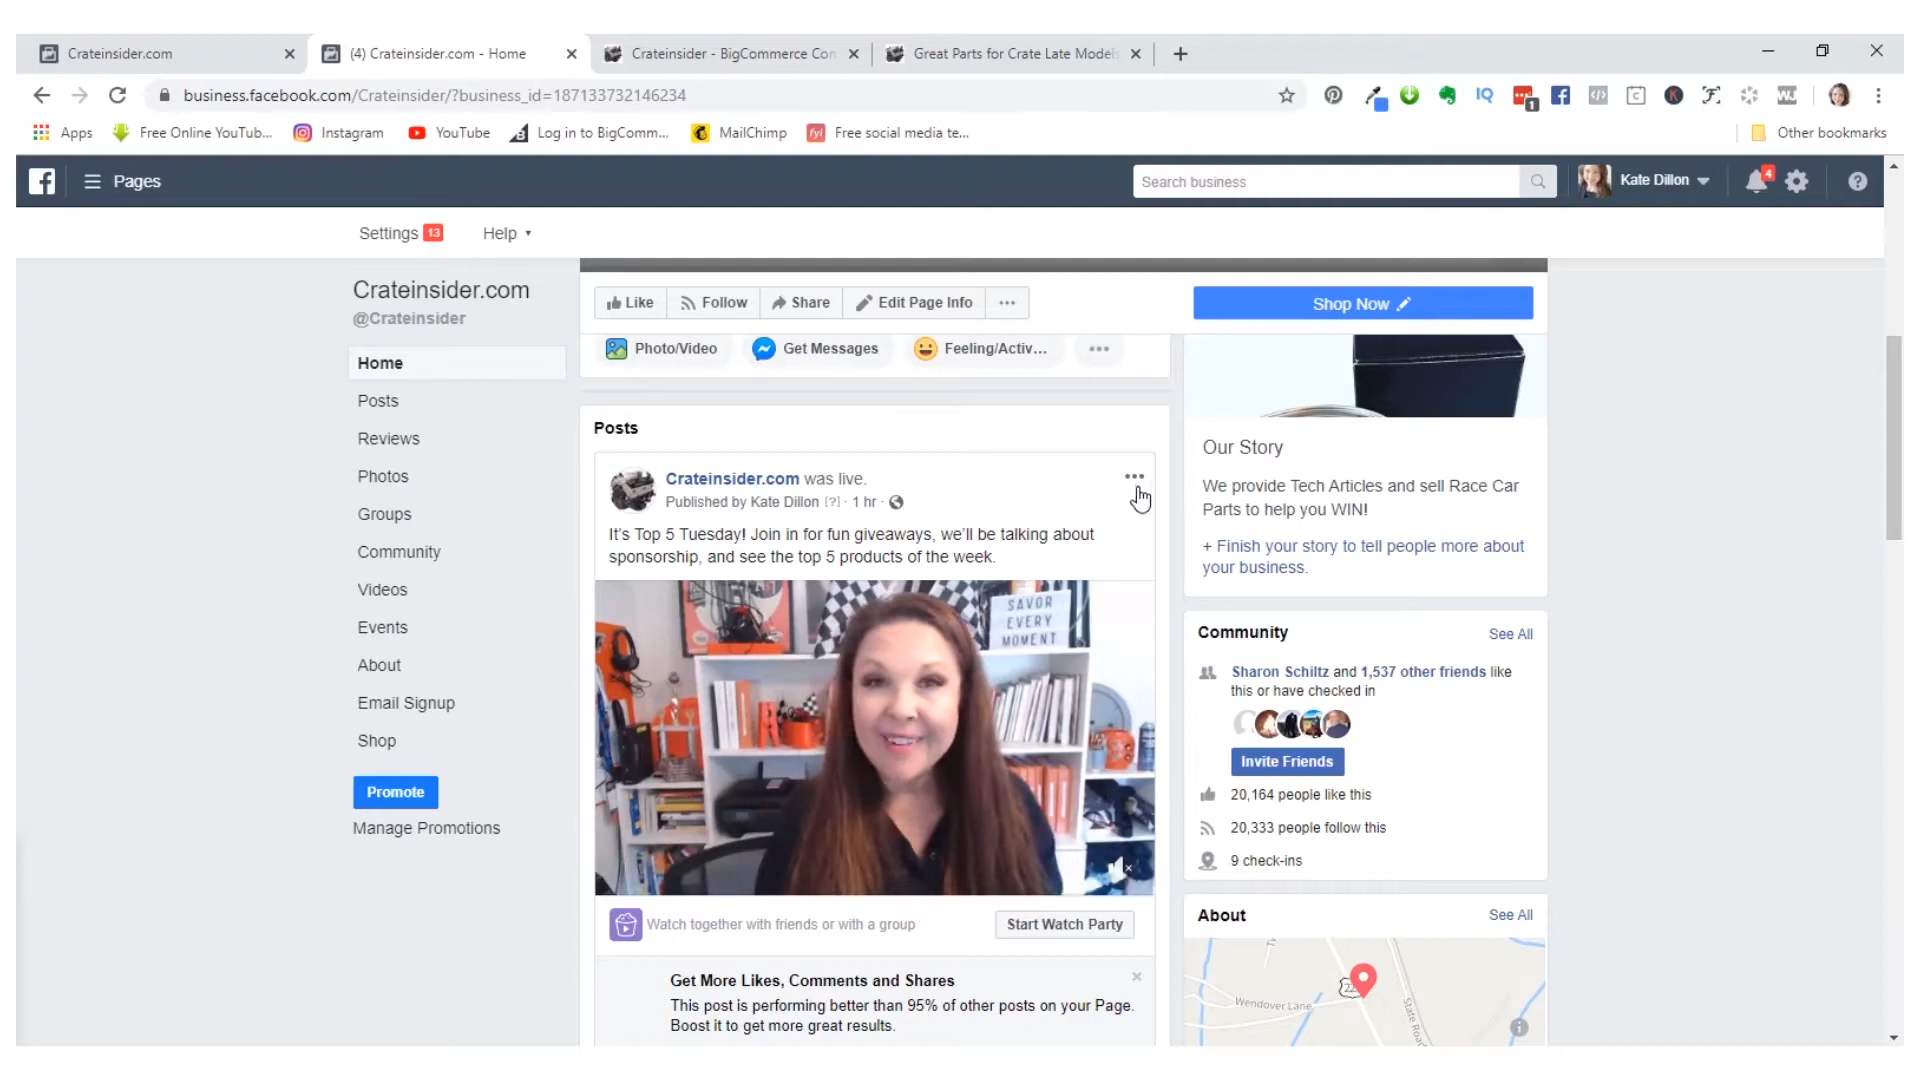 Crateinsider.com
(4) Crateinsider.com - Home
Crateinsider - BigCommerce Con
Great Parts for Crate Late Models
business.facebook.com/Crateinsider/?business_id=187133732146234
IQ
1
Apps
Free Online YouTub...
Instagram
YouTube
Log in to BigComm...
MailChimp
fyl
Free social media te...
Other bookmarks
Pages
Search business
Kate Dillon
4
Settings 13
Help
Crateinsider.com
@Crateinsider
Like
Follow
Share
Edit Page Info
Shop Now
Home
Posts
Reviews
Photos
Groups
Community
Videos
Events
About
Email Signup
Shop
Promote
Manage Promotions
Photo/Video
Get Messages
Feeling/Activ...
Posts
Crateinsider.com was live.
Published by Kate Dillon [?] · 1 hr ·
It's Top 5 Tuesday! Join in for fun giveaways, we'll be talking about
sponsorship, and see the top 5 products of the week.
SAVOR
EVERY
MOMENT
Watch together with friends or with a group
Start Watch Party
Get More Likes, Comments and Shares
This post is performing better than 95% of other posts on your Page.
Boost it to get more great results.
Our Story
We provide Tech Articles and sell Race Car
Parts to help you WIN!
+ Finish your story to tell people more about
your business.
Community
See All
Sharon Schiltz and 1,537 other friends like
this or have checked in
Invite Friends
20,164 people like this
20,333 people follow this
9 check-ins
About
See All
22
Wendover Lane
State Road